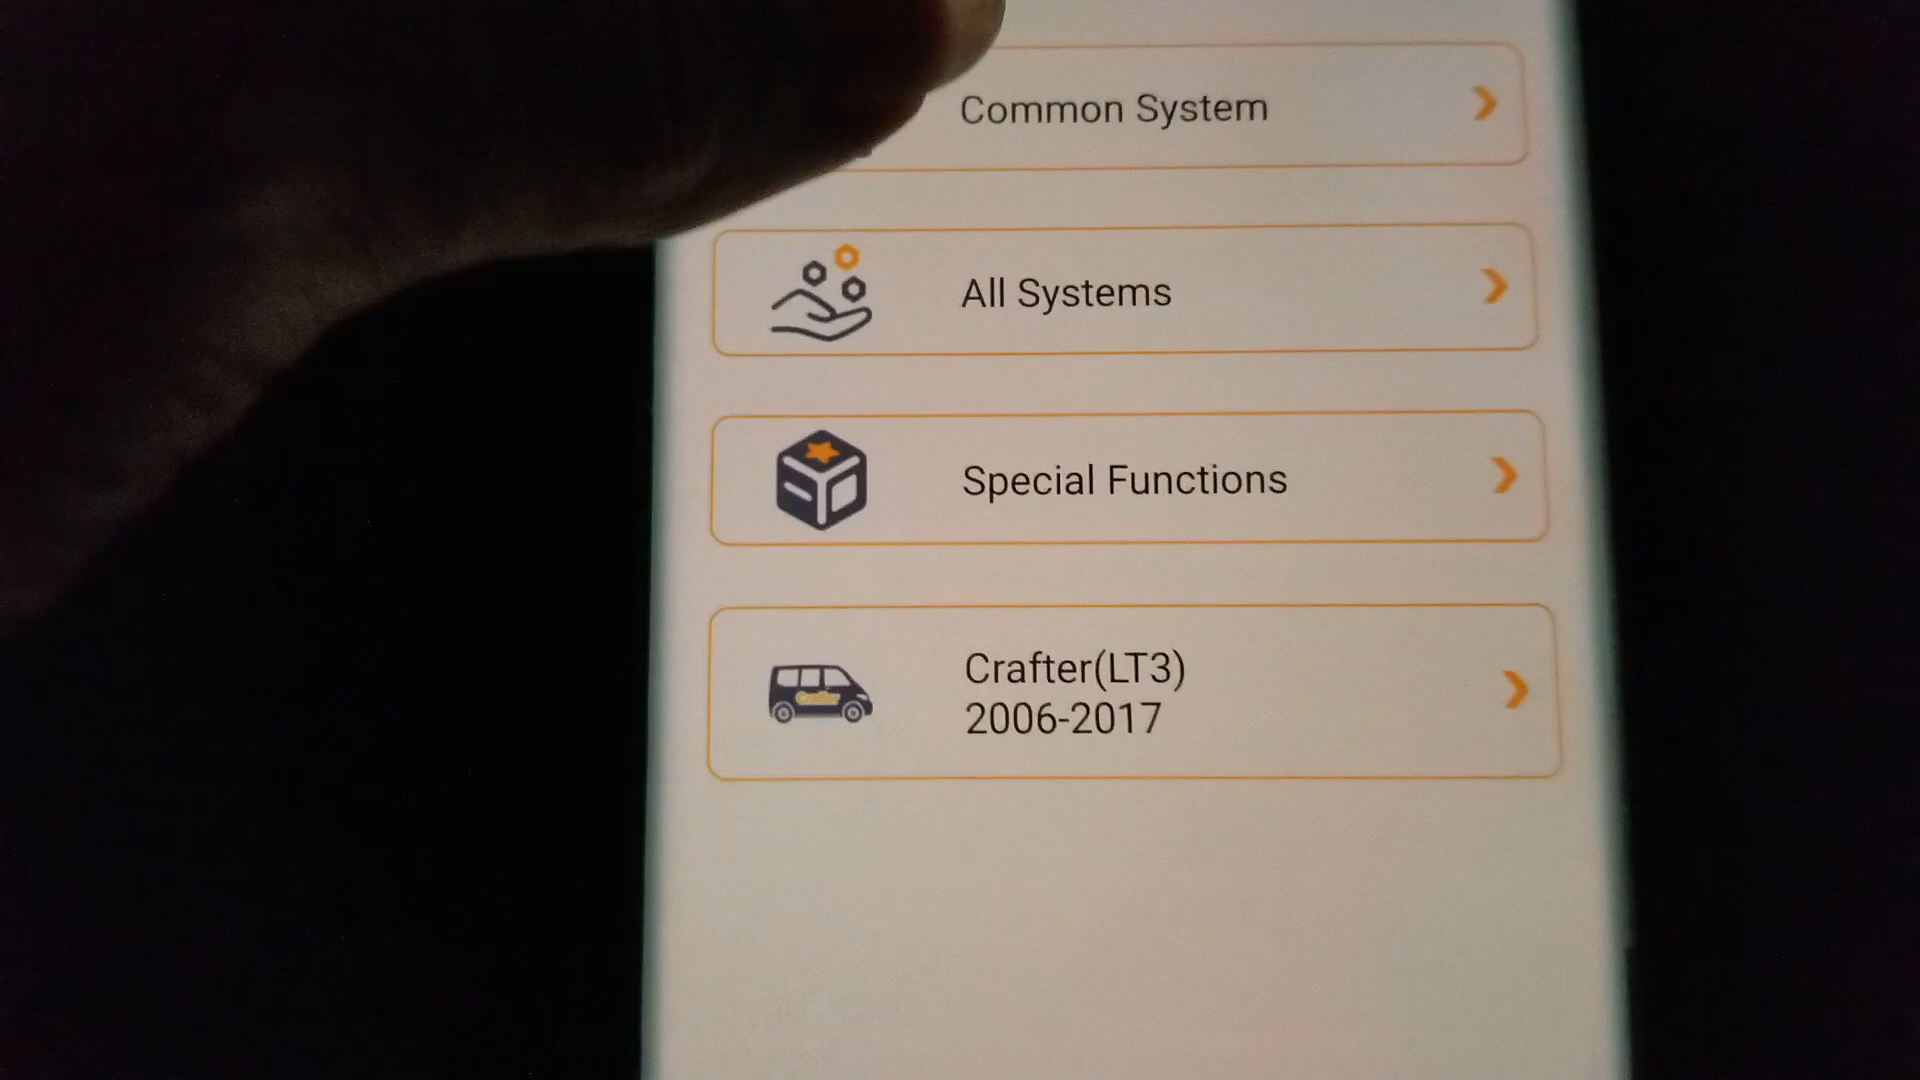 Common System
All Systems
Special Functions
Crafter(LT3)
2006-2017